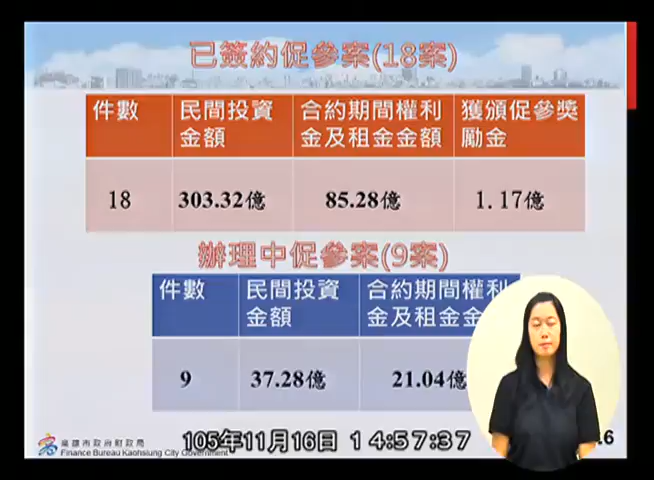 已簽約促參案(18案)
件數 民間投資金額 合約期間權利金及租金金額 獲頒促參獎勵金
18 303.32億 85.28億 1.17億
辦理中促參案(9案)
件數 民間投資金額 合約期間權利金及租金金
9 37.28億 21.04億
高雄市政府財政局
Finance Bureau Kaohsiung City Government
105年11月16日 14:57:37
6